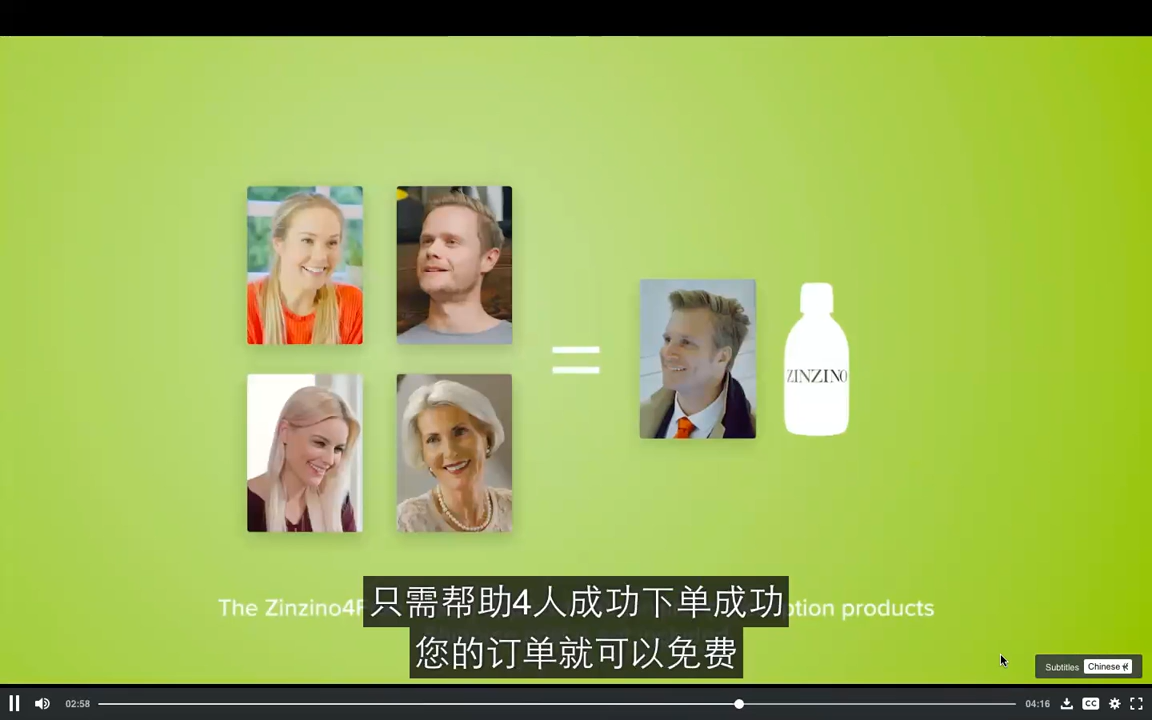 ZINZINO
The Zinzino4F
ption products
只需帮助4人成功下单成功
您的订单就可以免费
Subtitles Chinese
02:58
04:16
CC